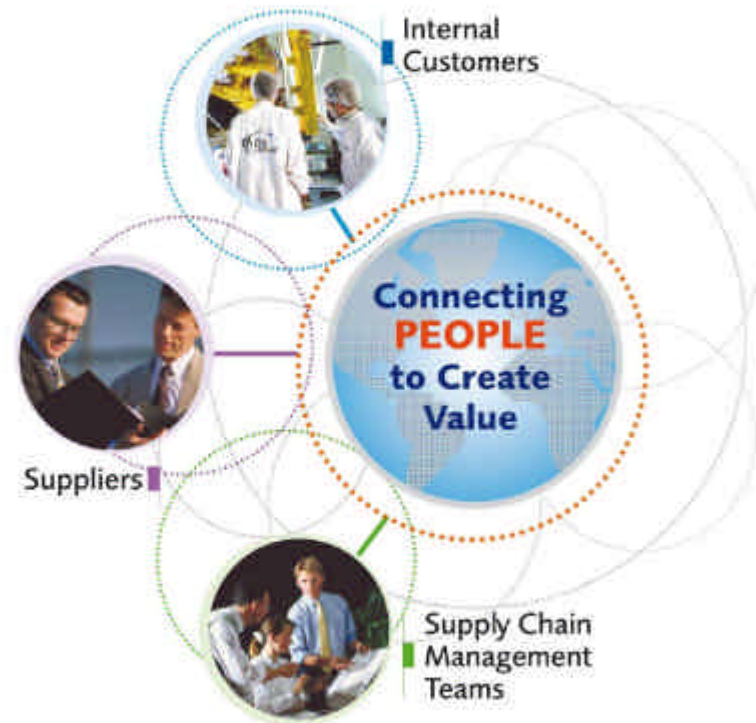 Internal
Customers
Connecting
PEOPLE
to Create
Value
Suppliers
Supply Chain
Management
Teams